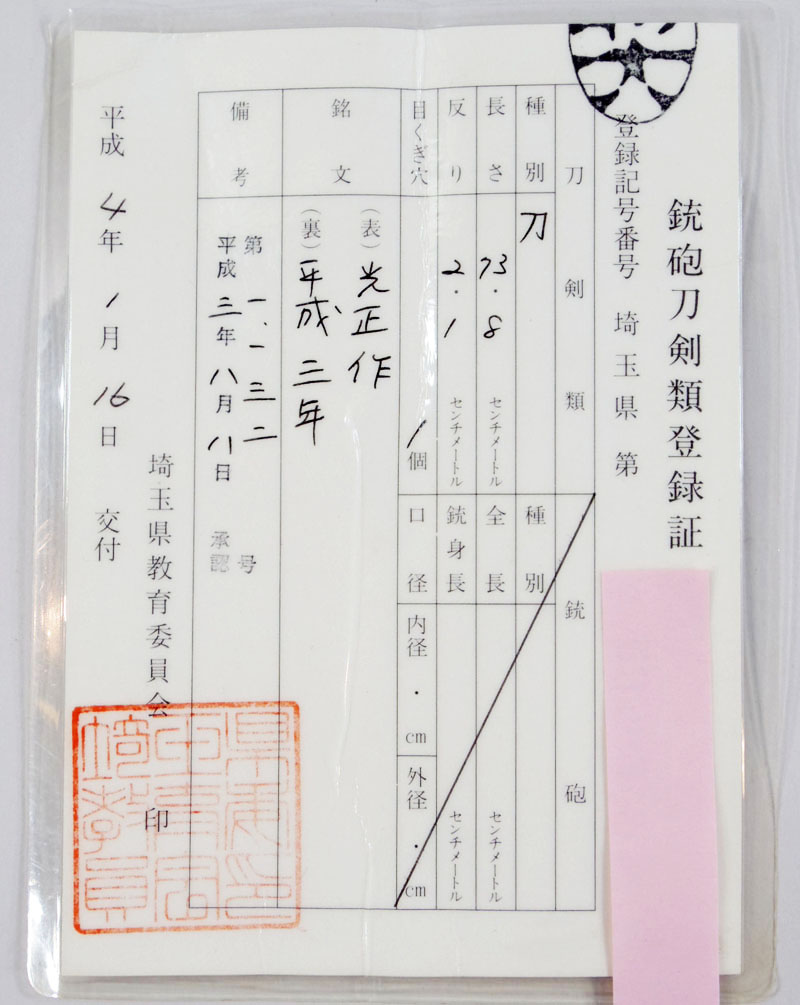 銃砲刀剣類登録証
登録記号番号 埼玉県 第
刀剣類
種別 刀
長さ 73.8 センチメートル
反り 2.1 センチメートル
目くぎ穴 1個
銘文
(表) 光正作
(裏) 平成三年
備考
第 一、一三二 号
平成三年八月八日 承認
銃砲
種別
全長 センチメートル
銃身長 センチメートル
口径 内径 . cm 外径 . cm
埼玉県教育委員会 印
平成4年1月16日 交付